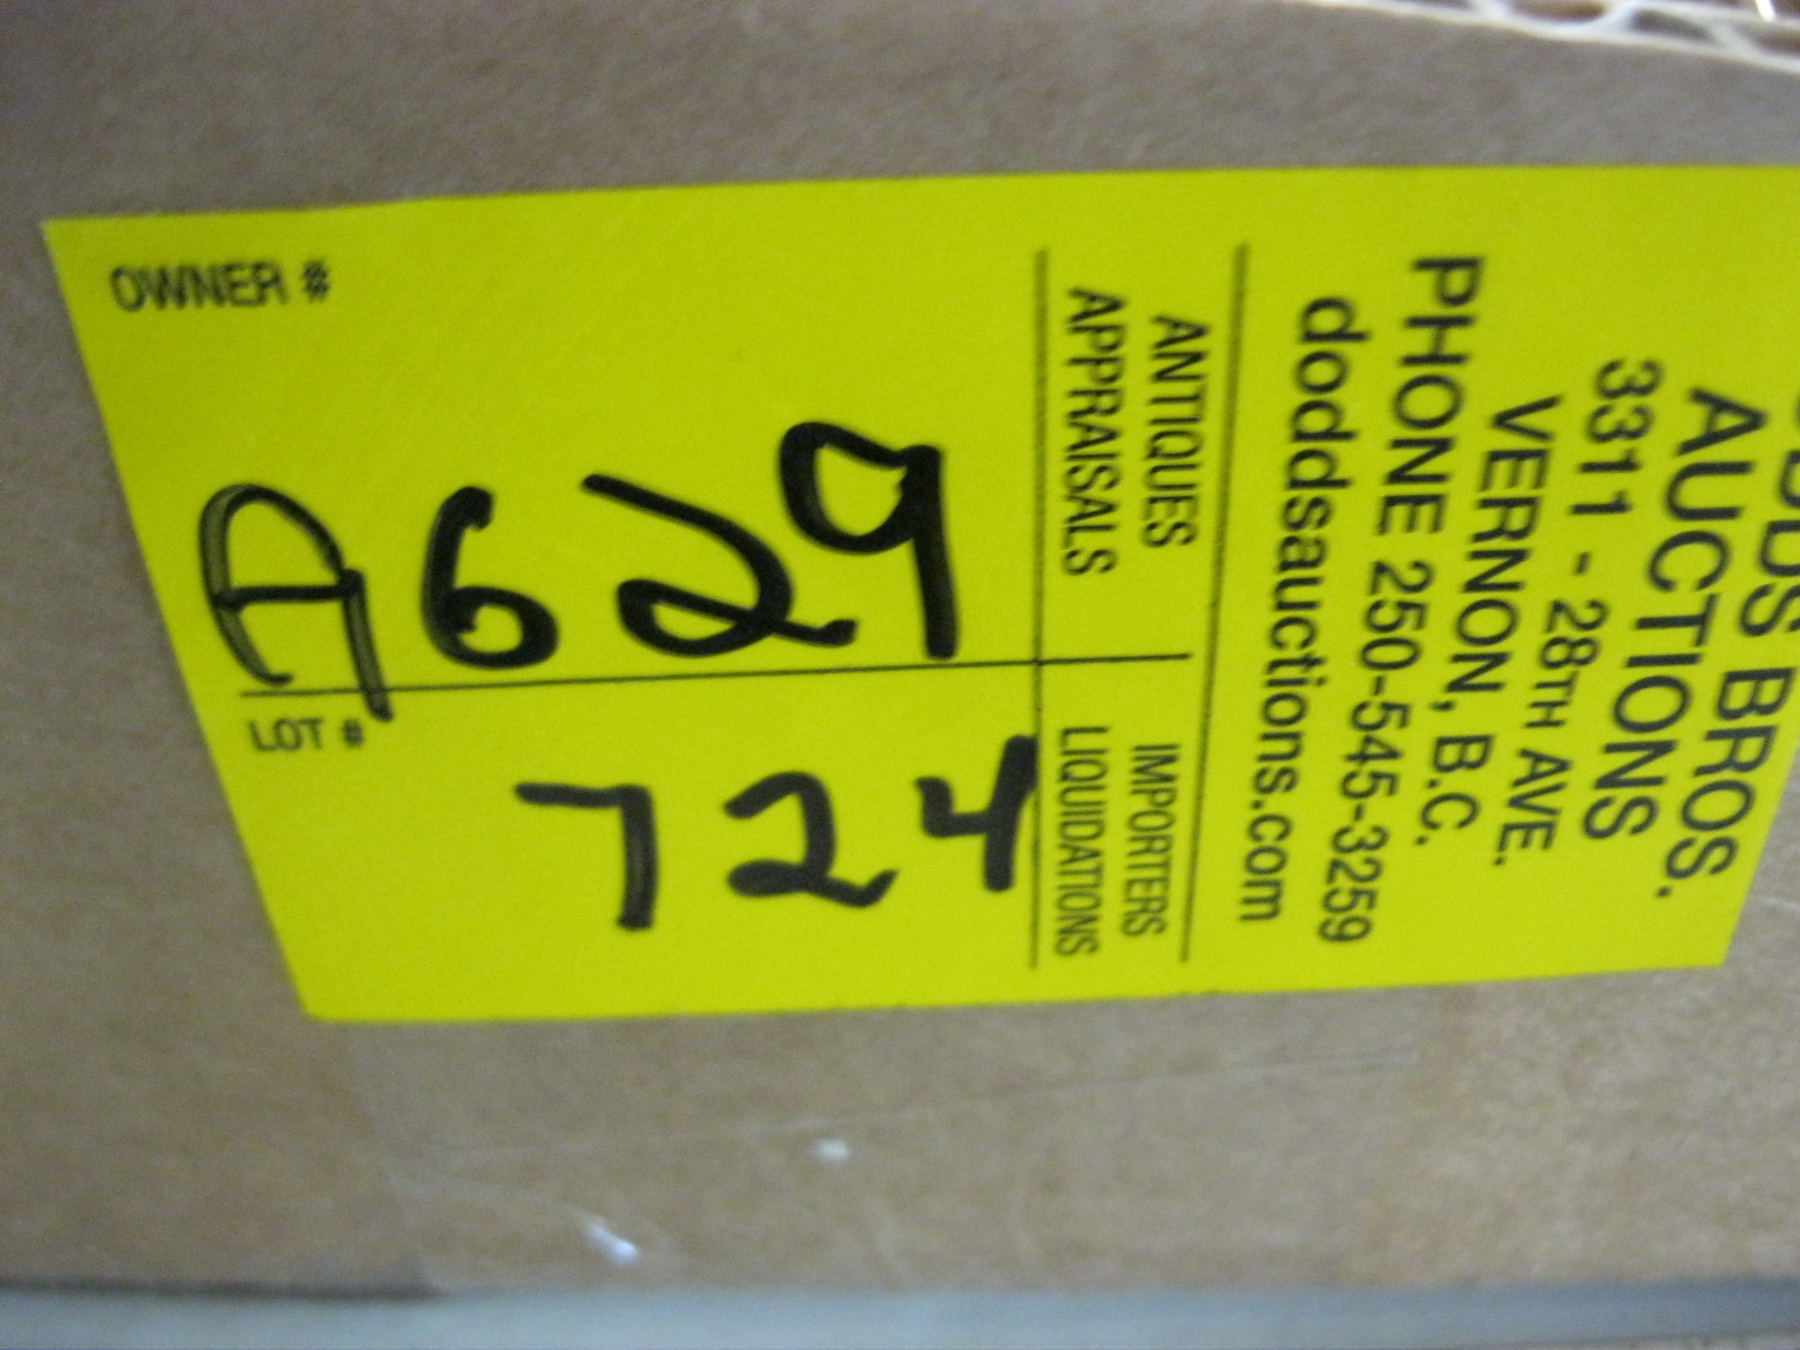 BROS.
AUCTIONS
3311 - 28TH AVE.
VERNON, B.C.
PHONE 250-545-3259
doddsauctions.com
ANTIQUES
APPRAISALS
IMPORTERS
LIQUIDATIONS
OWNER #
A629
LOT #
724